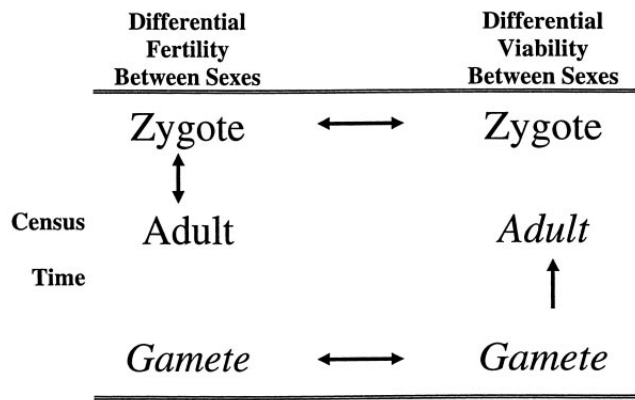 Differential Differential
Fertility Viability
Between Sexes Between Sexes
Zygote Zygote
Census Adult Adult
Time
Gamete Gamete